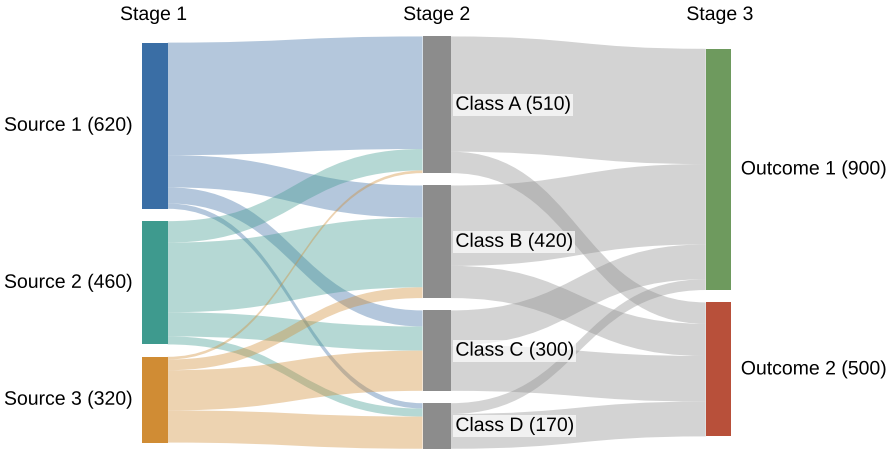 Stage 1
Stage 2
Stage 3
Source 1 (620)
Source 2 (460)
Source 3 (320)
Class A (510)
Class B (420)
Class C (300)
Class D (170)
Outcome 1 (900)
Outcome 2 (500)